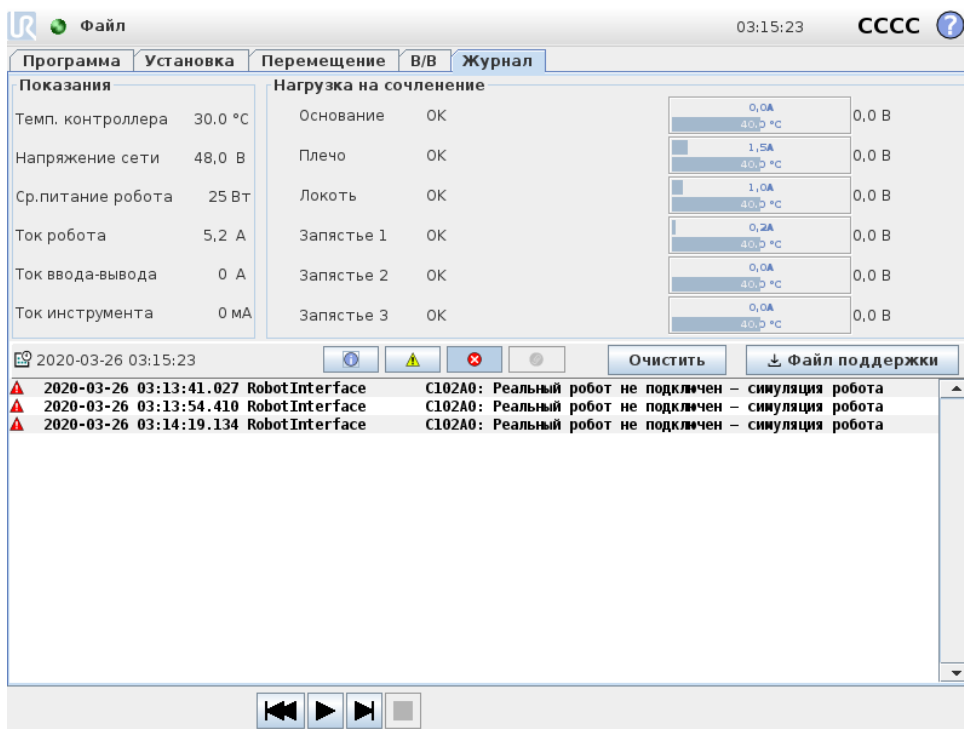 UR Файл 03:15:23 CCCC ?
Программа Установка Перемещение В/В Журнал
Показания
Темп. контроллера 30.0 °C
Напряжение сети 48,0 В
Ср.питание робота 25 Вт
Ток робота 5,2 А
Ток ввода-вывода 0 А
Ток инструмента 0 мА
Нагрузка на сочленение
Основание OK 0,0A 40,0 °C 0,0 В
Плечо OK 1,5A 40,0 °C 0,0 В
Локоть OK 1,0A 40,0 °C 0,0 В
Запястье 1 OK 0,2A 40,0 °C 0,0 В
Запястье 2 OK 0,0A 40,0 °C 0,0 В
Запястье 3 OK 0,0A 40,0 °C 0,0 В
2020-03-26 03:15:23 Очистить Файл поддержки
2020-03-26 03:13:41.027 RobotInterface C102A0: Реальный робот не подключен – симуляция робота
2020-03-26 03:13:54.410 RobotInterface C102A0: Реальный робот не подключен – симуляция робота
2020-03-26 03:14:19.134 RobotInterface C102A0: Реальный робот не подключен – симуляция робота